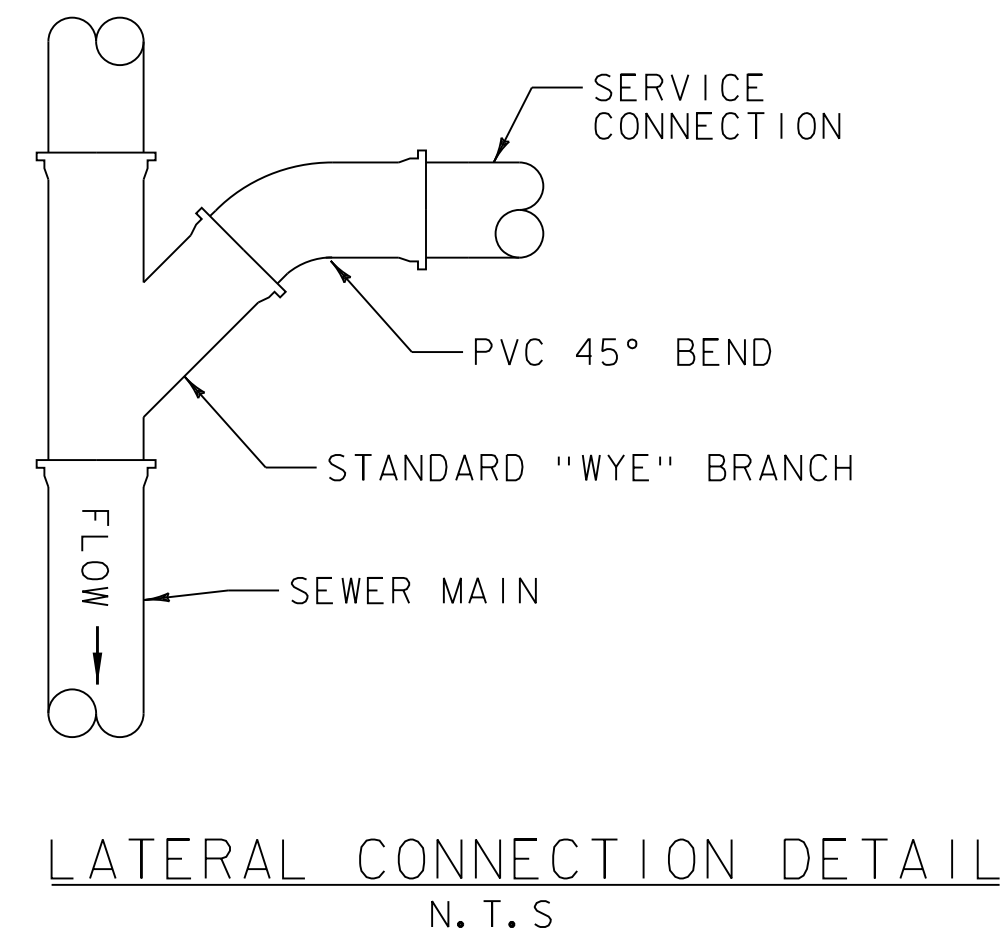 SERVICE
CONNECTION
PVC 45° BEND
STANDARD "WYE" BRANCH
FLOW
SEWER MAIN
LATERAL CONNECTION DETAIL
N.T.S